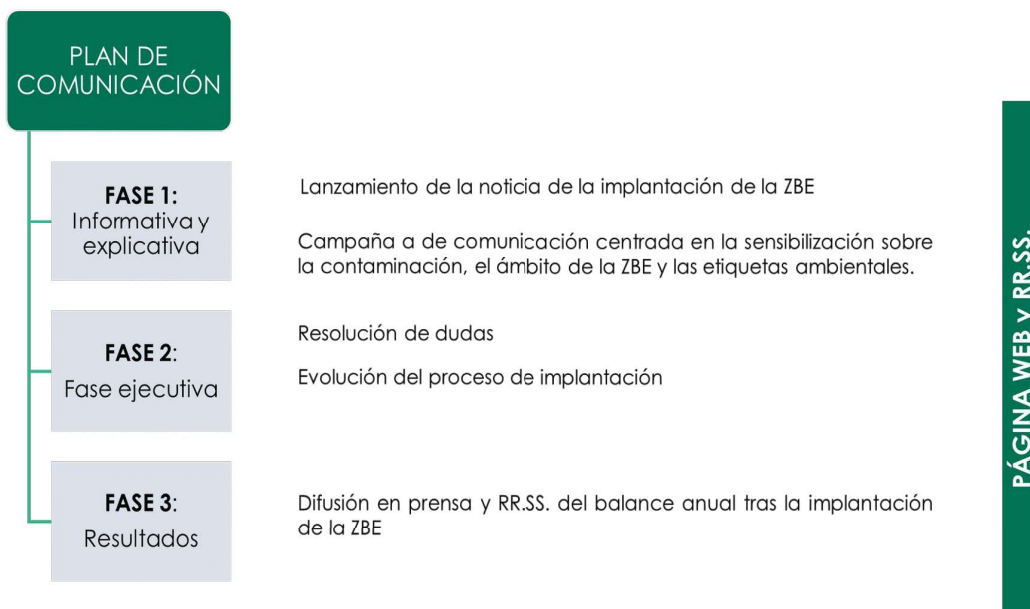 PLAN DE
COMUNICACIÓN
FASE 1:
Informativa y
explicativa
Lanzamiento de la noticia de la implantación de la ZBE
Campaña a de comunicación centrada en la sensibilización sobre
la contaminación, el ámbito de la ZBE y las etiquetas ambientales.
FASE 2:
Fase ejecutiva
Resolución de dudas
Evolución del proceso de implantación
FASE 3:
Resultados
Difusión en prensa y RR.SS. del balance anual tras la implantación
de la ZBE
PÁGINA WEB y RR.SS.